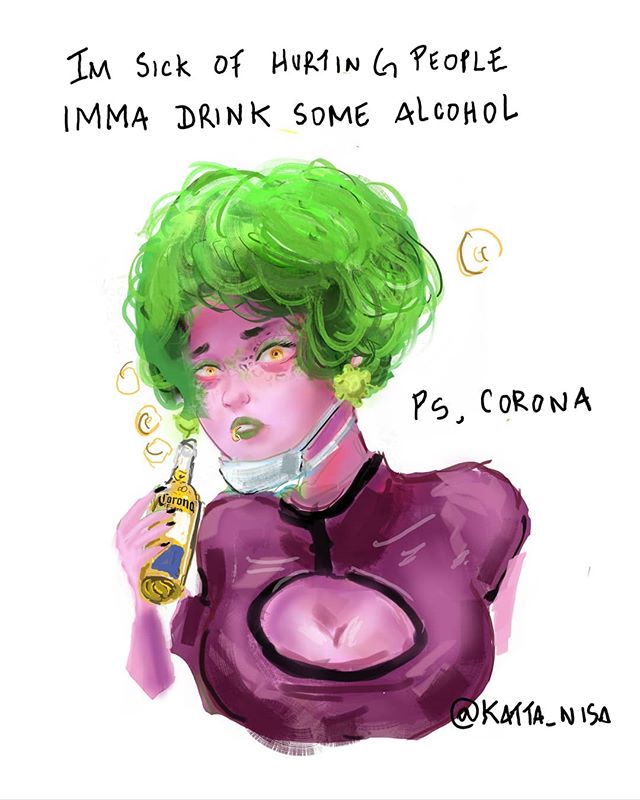 IM SICK OF HURTING PEOPLE
IMMA DRINK SOME ALCOHOL
PS, CORONA
Corona
@KATTA_NISA